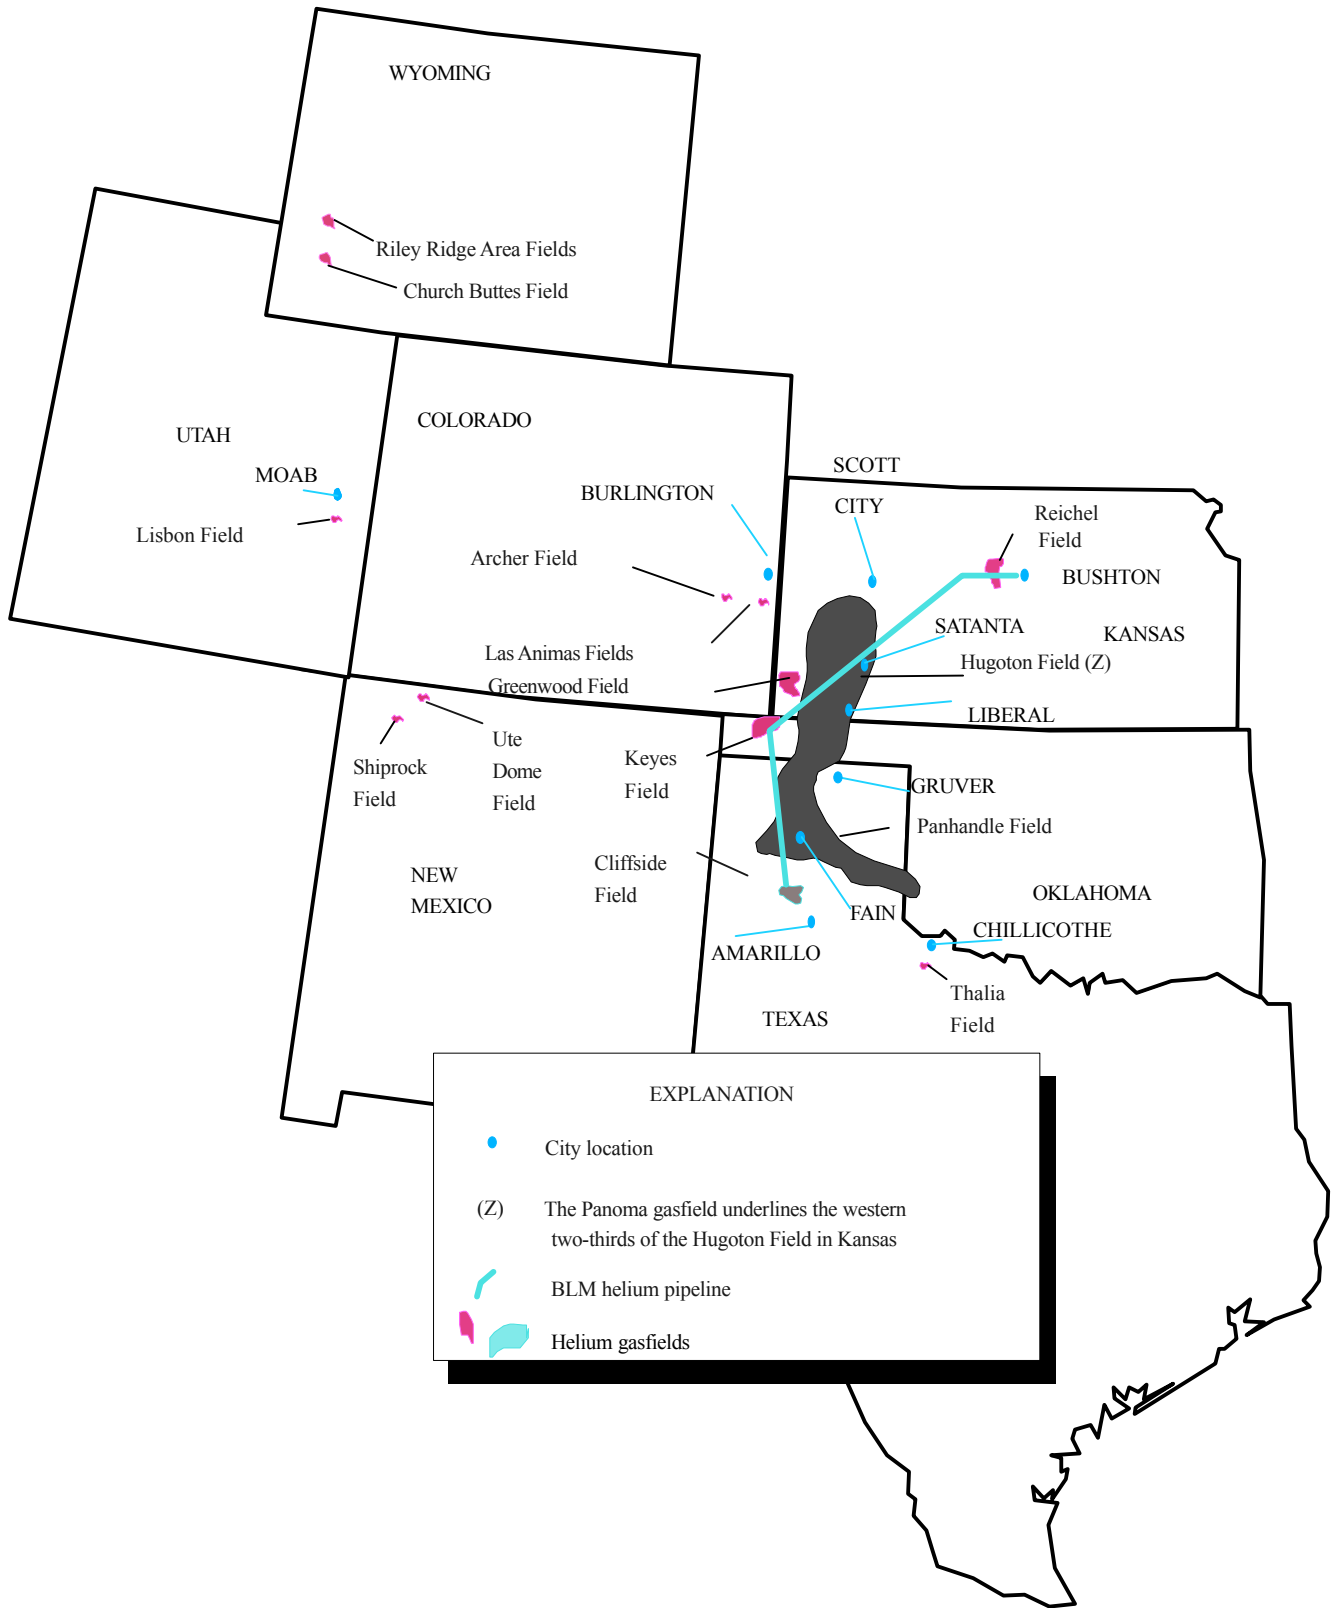 WYOMING
Riley Ridge Area Fields
Church Buttes Field
UTAH
MOAB
Lisbon Field
COLORADO
BURLINGTON
Archer Field
Las Animas Fields
Greenwood Field
SCOTT
CITY
Reichel
Field
BUSHTON
KANSAS
SATANTA
Hugoton Field (Z)
LIBERAL
Ute
Dome
Field
Shiprock
Field
Keyes
Field
GRUVER
Panhandle Field
Cliffside
Field
NEW
MEXICO
FAIN
OKLAHOMA
CHILLICOTHE
AMARILLO
Thalia
Field
TEXAS
EXPLANATION
City location
(Z) The Panoma gasfield underlines the western
two-thirds of the Hugoton Field in Kansas
BLM helium pipeline
Helium gasfields